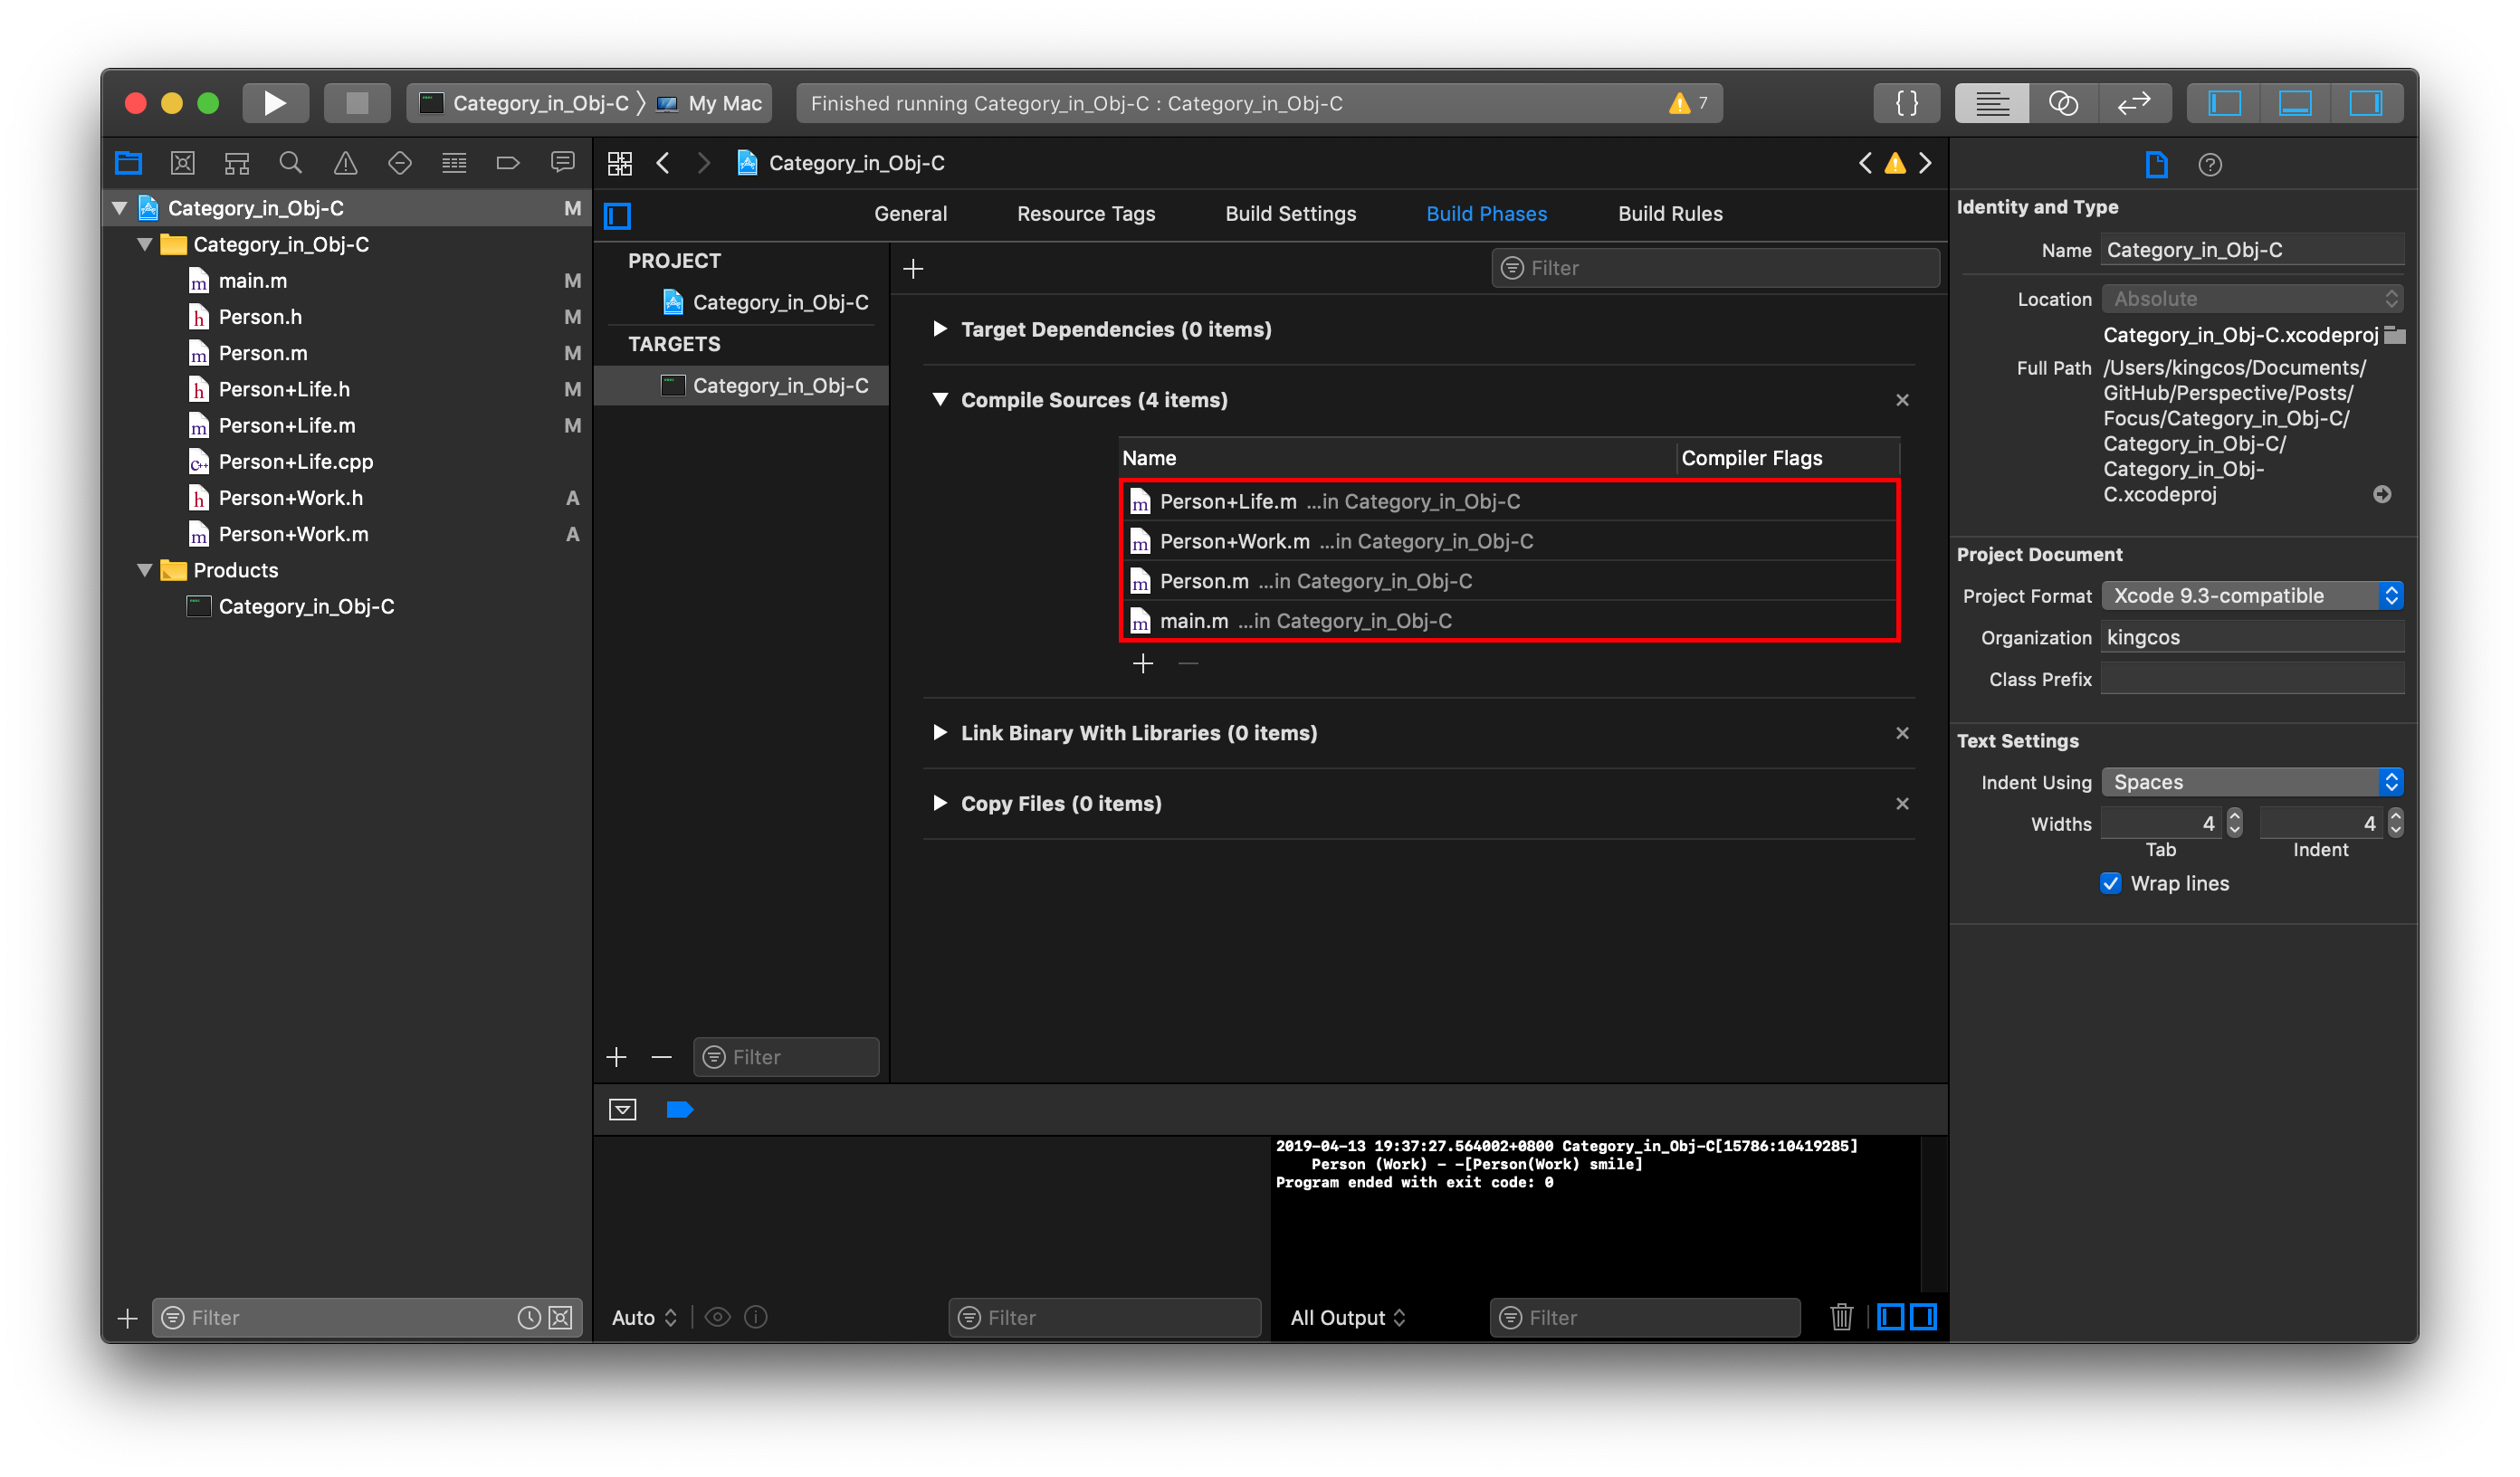 Category_in_Obj-C 〉 My Mac
Finished running Category_in_Obj-C : Category_in_Obj-C
7
{ }
Category_in_Obj-C M
Category_in_Obj-C
m main.m M
h Person.h M
m Person.m M
h Person+Life.h M
m Person+Life.m M
C++ Person+Life.cpp
h Person+Work.h A
m Person+Work.m A
Products
Category_in_Obj-C
Filter
Category_in_Obj-C
General Resource Tags Build Settings Build Phases Build Rules
PROJECT
Category_in_Obj-C
TARGETS
Category_in_Obj-C
Filter
Filter
Target Dependencies (0 items)
Compile Sources (4 items)
Name Compiler Flags
m Person+Life.m ...in Category_in_Obj-C
m Person+Work.m ...in Category_in_Obj-C
m Person.m ...in Category_in_Obj-C
m main.m ...in Category_in_Obj-C
Link Binary With Libraries (0 items)
Copy Files (0 items)
2019-04-13 19:37:27.564002+0800 Category_in_Obj-C[15786:10419285]
Person (Work) - -[Person(Work) smile]
Program ended with exit code: 0
Auto
Filter
All Output
Filter
Identity and Type
Name Category_in_Obj-C
Location Absolute
Category_in_Obj-C.xcodeproj
Full Path /Users/kingcos/Documents/
GitHub/Perspective/Posts/
Focus/Category_in_Obj-C/
Category_in_Obj-C/
Category_in_Obj-
C.xcodeproj
Project Document
Project Format Xcode 9.3-compatible
Organization kingcos
Class Prefix
Text Settings
Indent Using Spaces
Widths 4 4
Tab Indent
Wrap lines